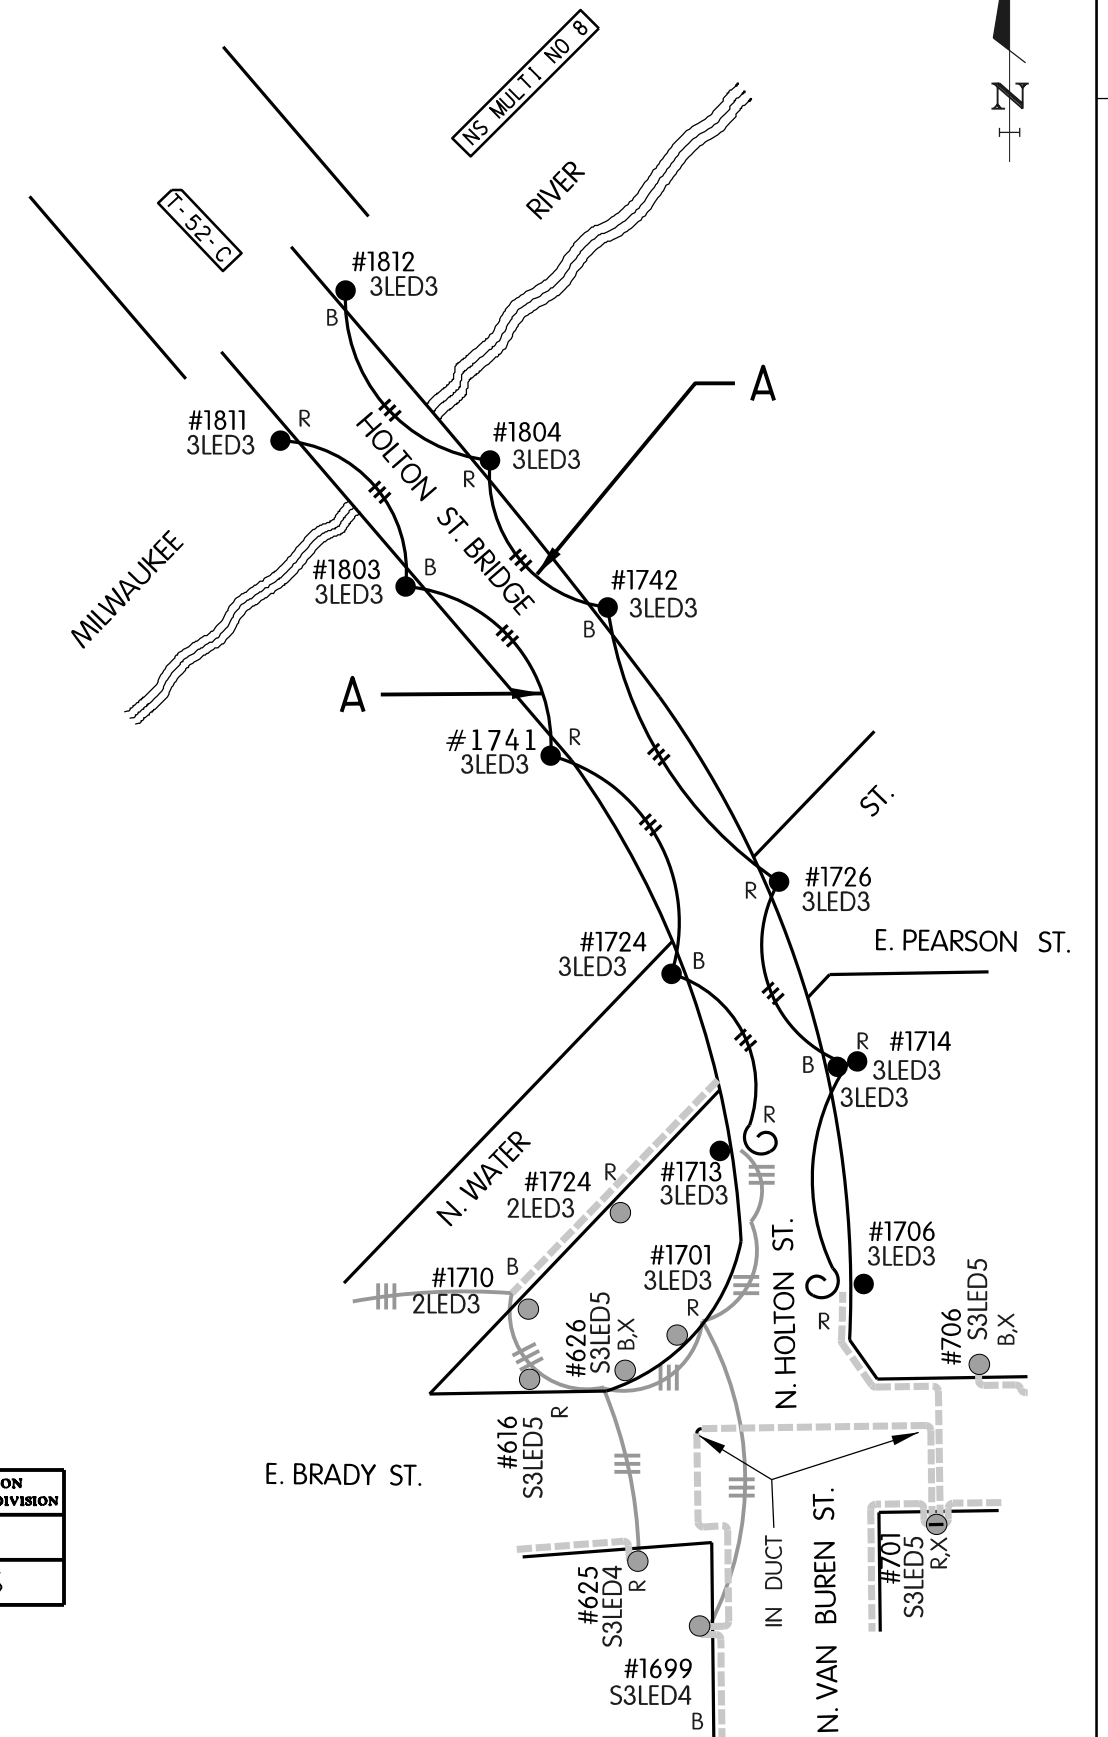 NS MULTI NO 8
N
T-52-C
RIVER
#1812
3LED3
B
A
#1811
3LED3
R
#1804
3LED3
R
HOLTON ST. BRIDGE
MILWAUKEE
#1803
3LED3
B
#1742
3LED3
B
A
#1741
3LED3
R
ST.
#1726
3LED3
R
#1724
3LED3
B
E. PEARSON ST.
R
#1714
3LED3
B
3LED3
R
N. WATER
#1724
2LED3
R
#1713
3LED3
#1710
2LED3
B
#1701
3LED3
R
N. HOLTON ST.
#1706
3LED3
R
#626
S3LED5
B,X
#706
S3LED5
B,X
#616
S3LED5
R
E. BRADY ST.
ON
DIVISION
IN DUCT
N. VAN BUREN ST.
#701
S3LED5
R,X
#625
S3LED4
R
#1699
S3LED4
B